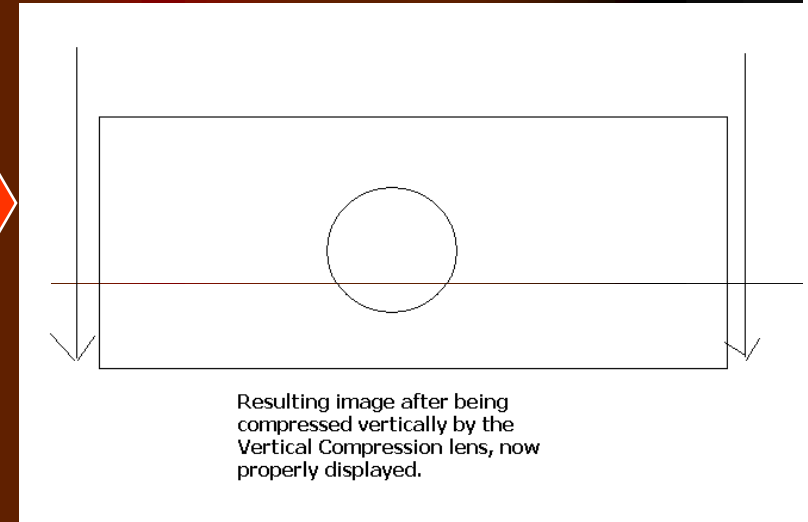 Resulting image after being
compressed vertically by the
Vertical Compression lens, now
properly displayed.